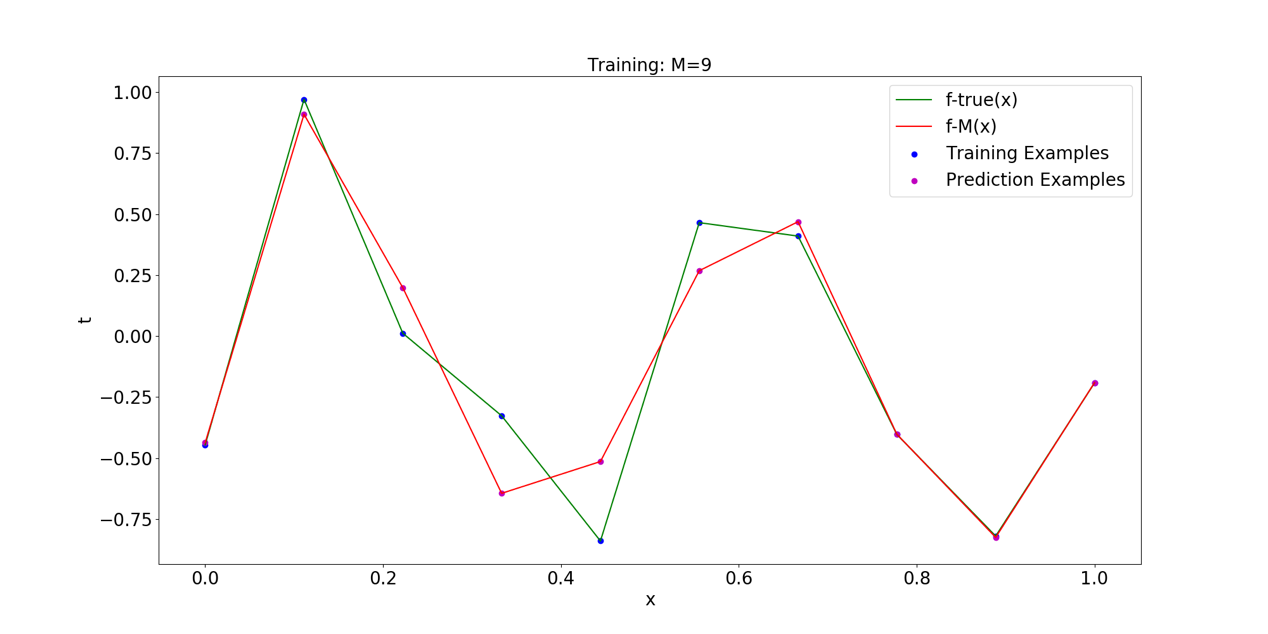 Training: M=9
1.00
0.75
0.50
0.25
0.00
−0.25
−0.50
−0.75
t
f-true(x)
f-M(x)
Training Examples
Prediction Examples
0.0 0.2 0.4 0.6 0.8 1.0
x